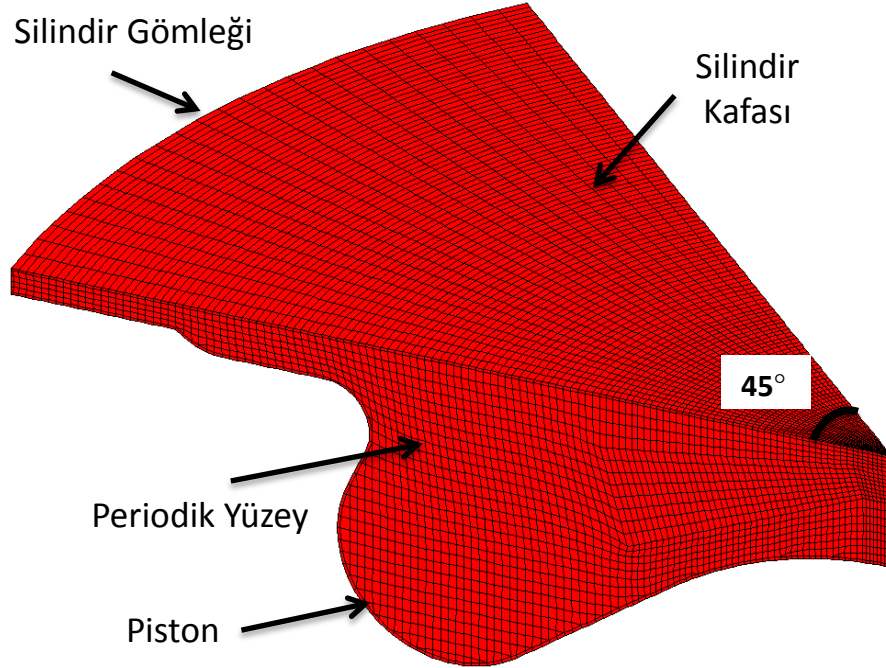 Silindir Gömleği
Silindir
Kafası
45°
Periodik Yüzey
Piston